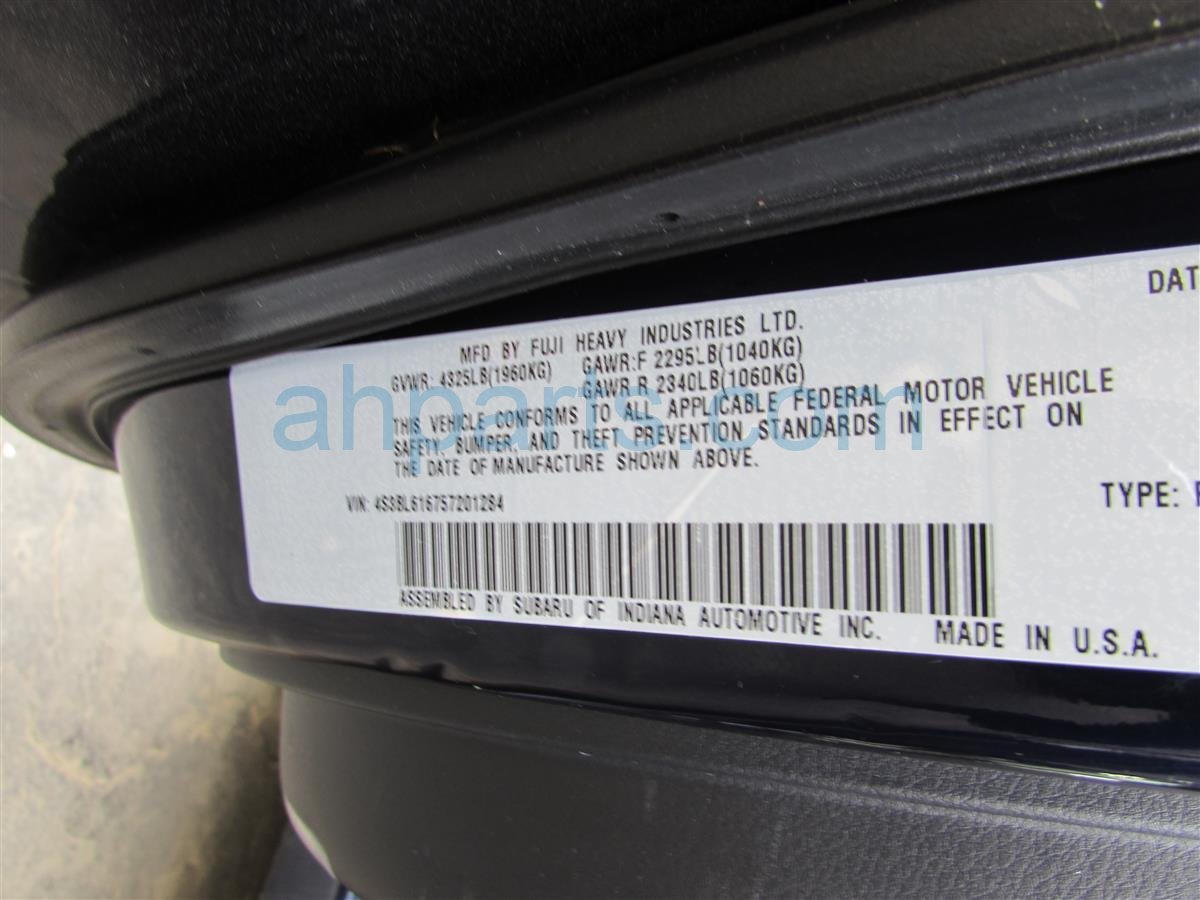 DAT
MFD BY FUJI HEAVY INDUSTRIES LTD.
GVWR: 4325LB(1960KG) GAWR:F 2295LB(1040KG)
GAWR R 2340LB(1060KG)
THIS VEHICLE CONFORMS TO ALL APPLICABLE FEDERAL MOTOR VEHICLE
SAFETY, BUMPER, AND THEFT PREVENTION STANDARDS IN EFFECT ON
THE DATE OF MANUFACTURE SHOWN ABOVE.
VIN: 4S3BL616757201284
TYPE:
ASSEMBLED BY SUBARU OF INDIANA AUTOMOTIVE INC. MADE IN U.S.A.
ahparts.com